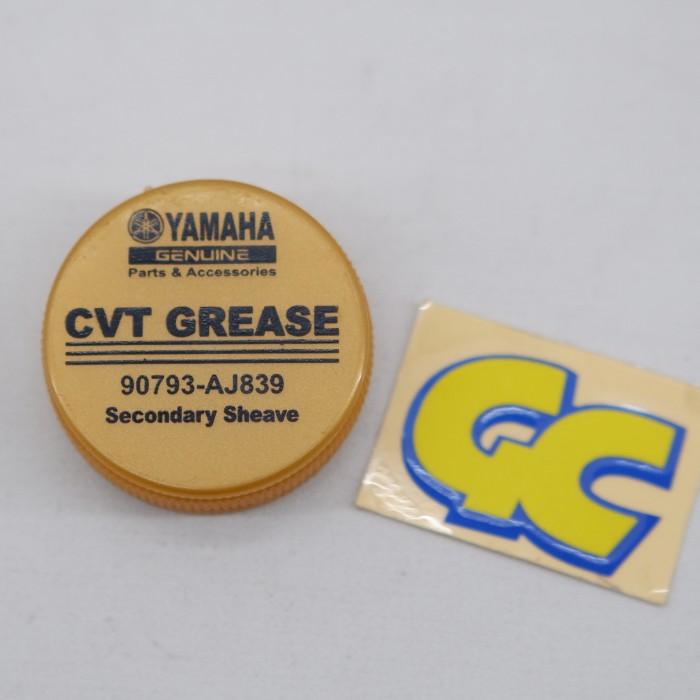 YAMAHA
GENUINE
Parts & Accessories
CVT GREASE
90793-AJ839
Secondary Sheave
GC